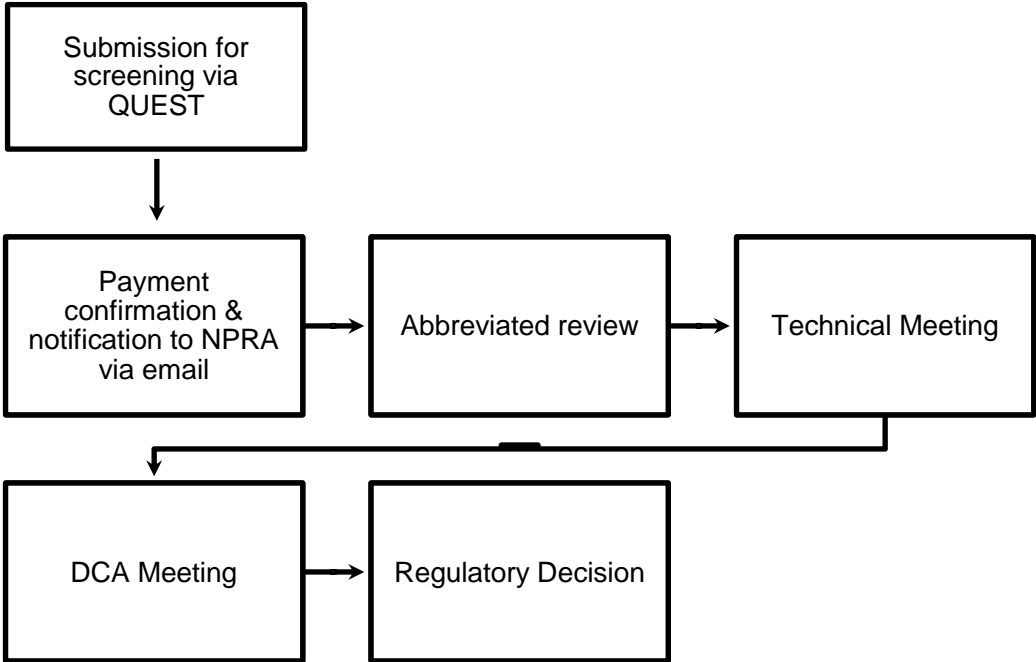 Submission for
screening via
QUEST
Payment
confirmation &
notification to NPRA
via email
Abbreviated review
Technical Meeting
DCA Meeting
Regulatory Decision